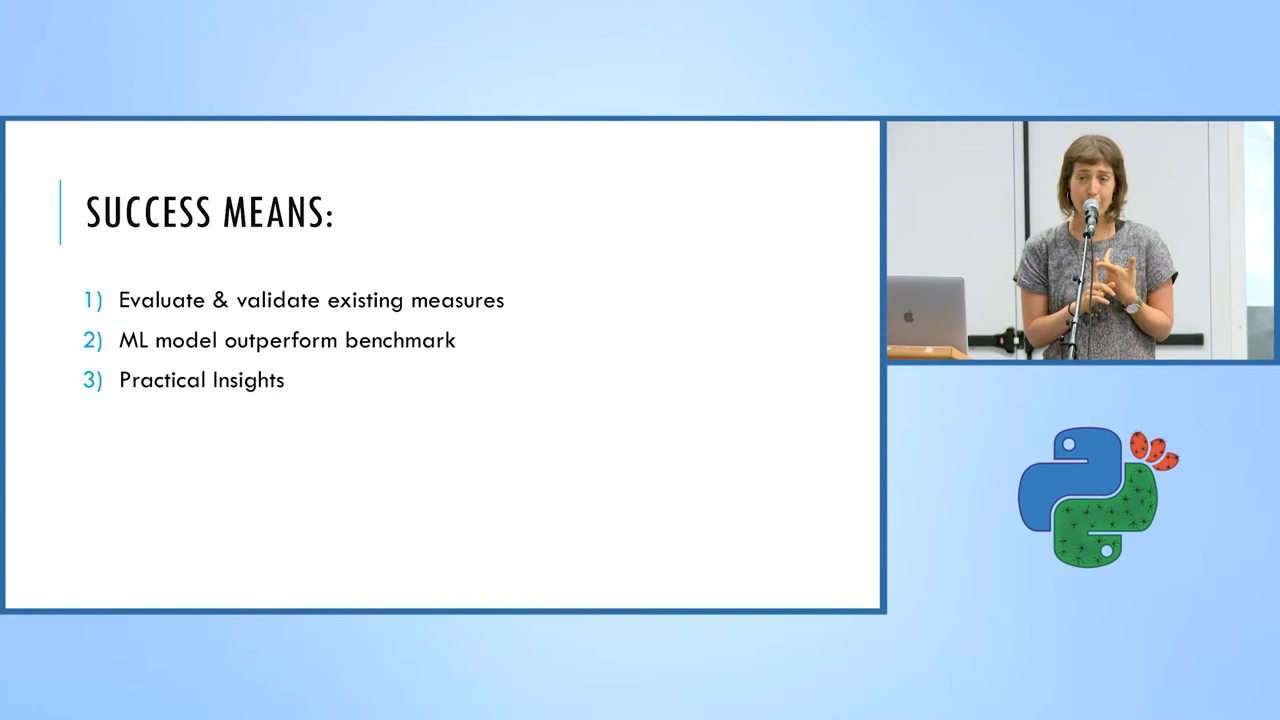 SUCCESS MEANS:
1) Evaluate & validate existing measures
2) ML model outperform benchmark
3) Practical Insights